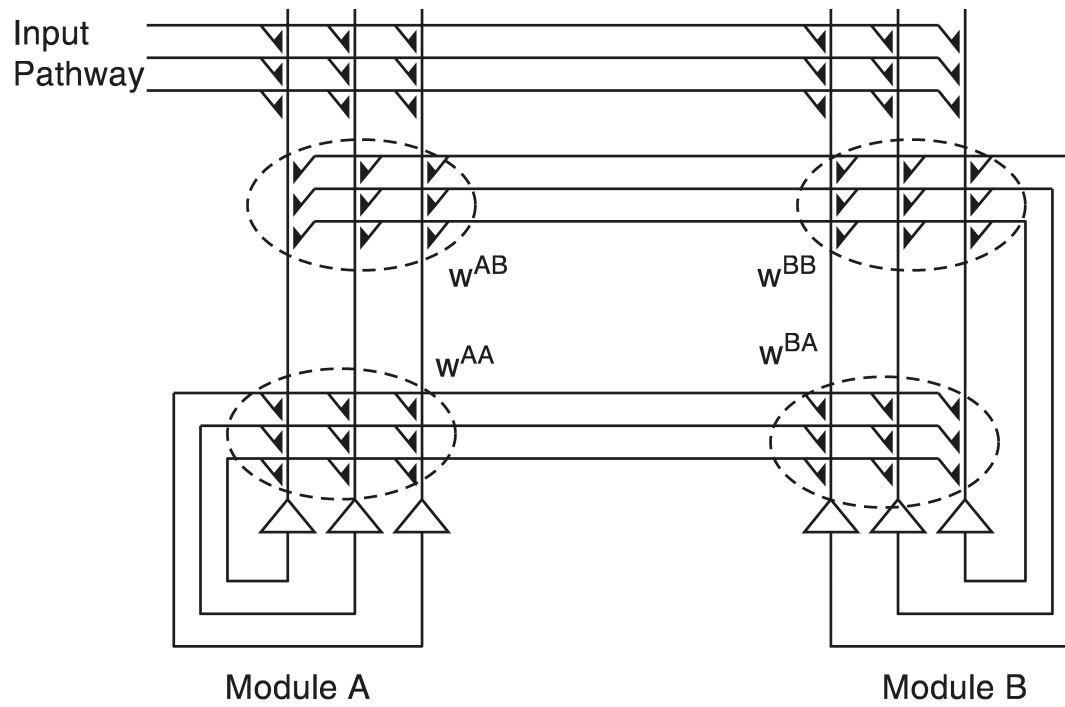 Input
Pathway
w^AB
w^BB
w^AA
w^BA
Module A
Module B